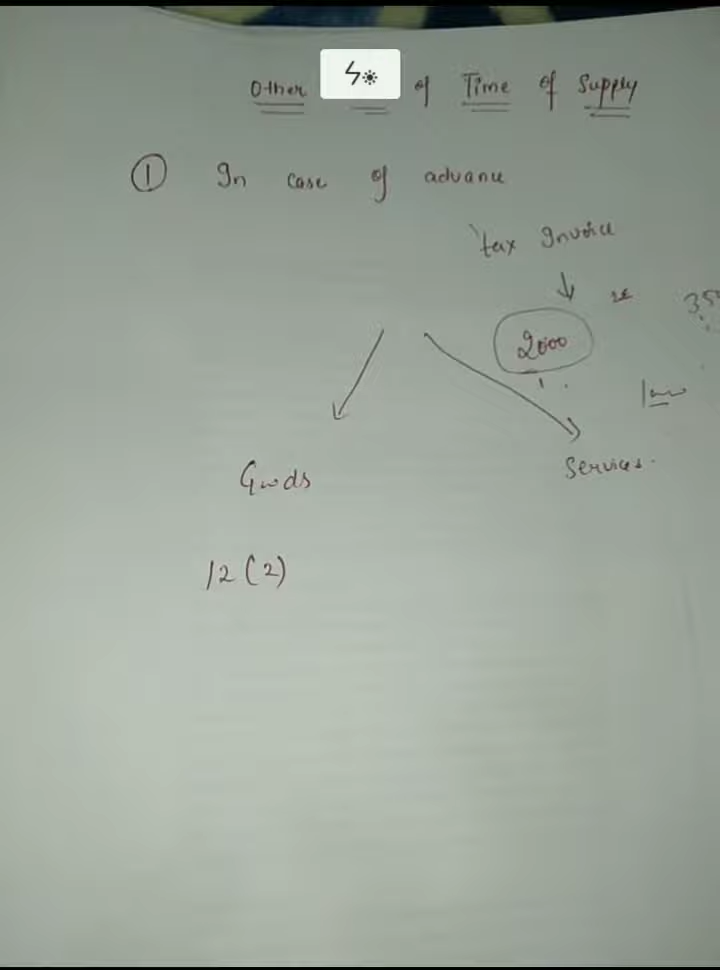 Other of Time of Supply
① In case of advance
tax Invoice
2000
Goods
Services.
12 (2)